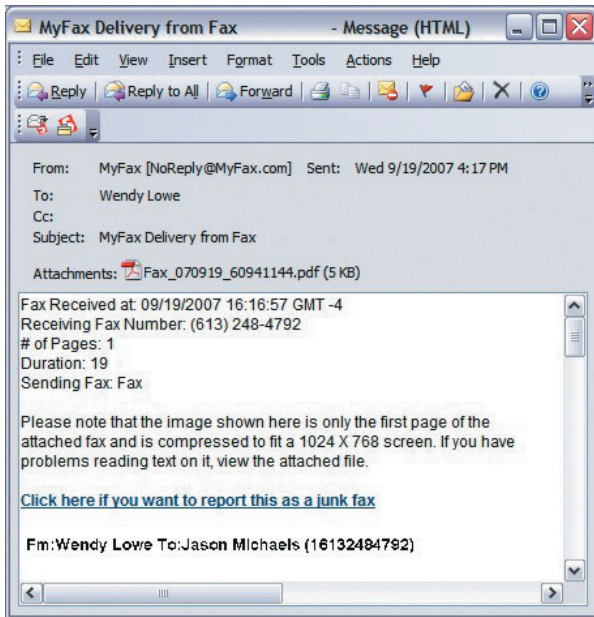 MyFax Delivery from Fax - Message (HTML)
File Edit View Insert Format Tools Actions Help
Reply Reply to All Forward
From: MyFax [NoReply@MyFax.com] Sent: Wed 9/19/2007 4:17 PM
To: Wendy Lowe
Cc:
Subject: MyFax Delivery from Fax
Attachments: Fax_070919_60941144.pdf (5 KB)
Fax Received at: 09/19/2007 16:16:57 GMT -4
Receiving Fax Number: (613) 248-4792
# of Pages: 1
Duration: 19
Sending Fax: Fax
Please note that the image shown here is only the first page of the
attached fax and is compressed to fit a 1024 X 768 screen. If you have
problems reading text on it, view the attached file.
Click here if you want to report this as a junk fax
Fm:Wendy Lowe To:Jason Michaels (16132484792)